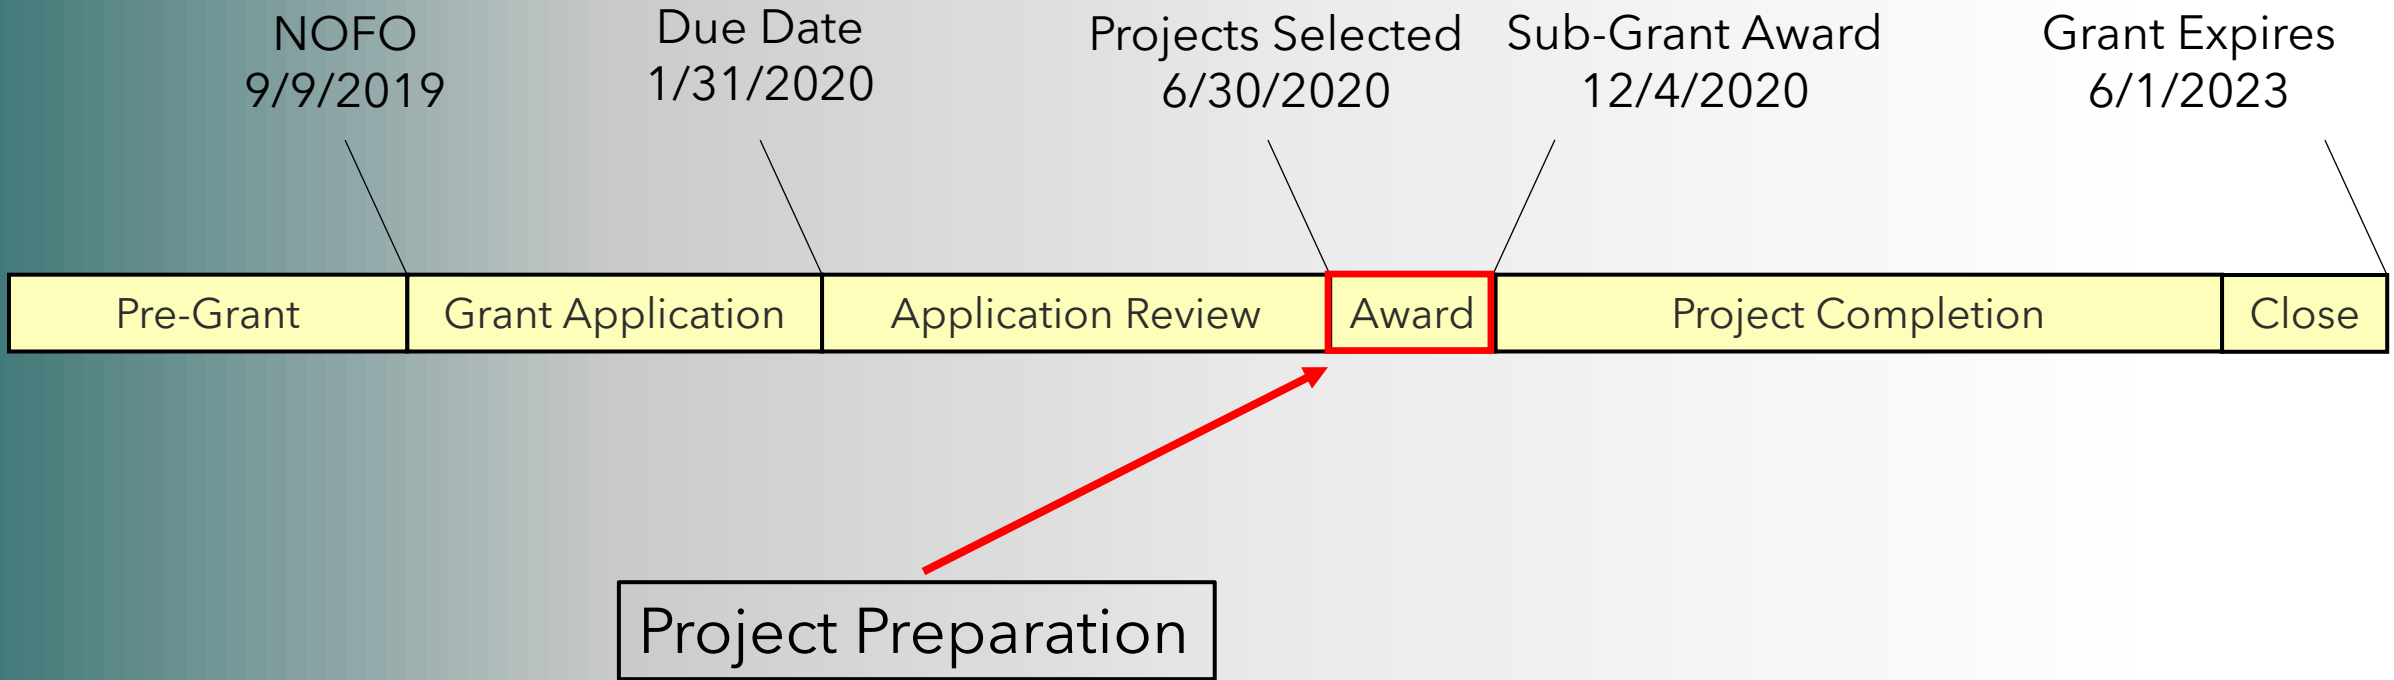 NOFO
9/9/2019
Due Date
1/31/2020
Projects Selected
6/30/2020
Sub-Grant Award
12/4/2020
Grant Expires
6/1/2023
Pre-Grant
Grant Application
Application Review
Award
Project Completion
Close
Project Preparation